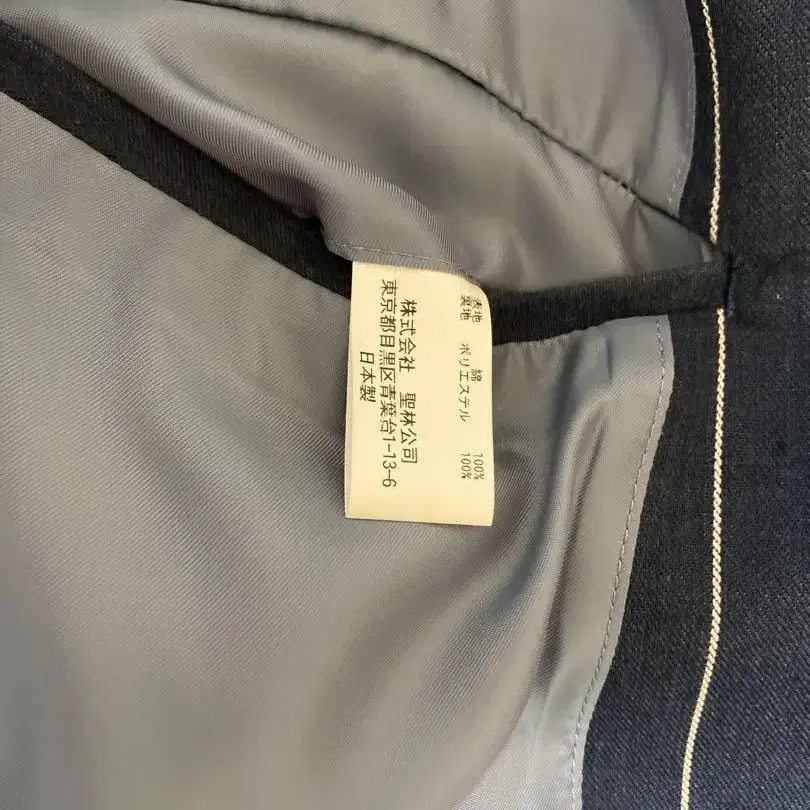 表地 綿 100%
裏地 ポリエステル 100%
株式会社 聖林公司
東京都目黒区青葉台1-13-6
日本製